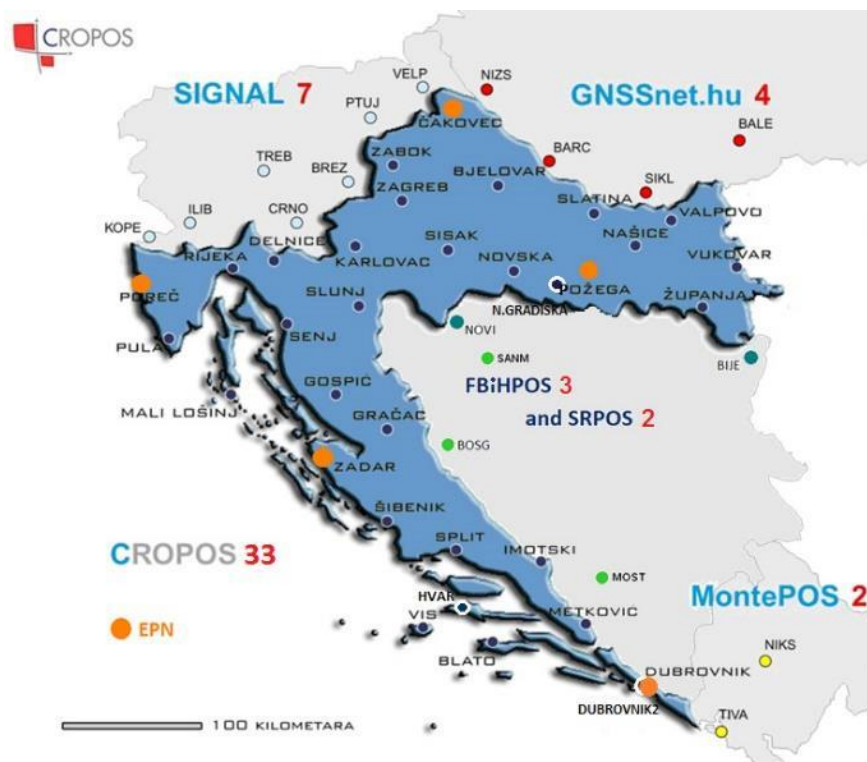 CROPOS
VELP
NIZS
SIGNAL 7
GNSSnet.hu 4
PTUJ
ČAKOVEC
BALE
BARC
ZABOK
TREB
BREZ
BJELOVAR
SIKL
ZAGREB
SLATINA
VALPOVO
ILIB
CRNO
KOPE
DELNICE
SISAK
NAŠICE
RIJEKA
KARLOVAC
NOVSKA
VUKOVAR
POREČ
SLUNJ
POŽEGA
ŽUPANJA
N.GRADIŠKA
SENJ
NOVI
PULA
SANM
BIJE
GOSPIĆ
FBiHPOS 3
MALI LOŠINJ
and SRPOS 2
GRAČAC
BOSG
ZADAR
ŠIBENIK
SPLIT
IMOTSKI
CROPOS 33
MOST
HVAR
MontePOS 2
VIS
METKOVIĆ
EPN
NIKS
BLATO
DUBROVNIK
DUBROVNIK2
TIVA
100 KILOMETARA